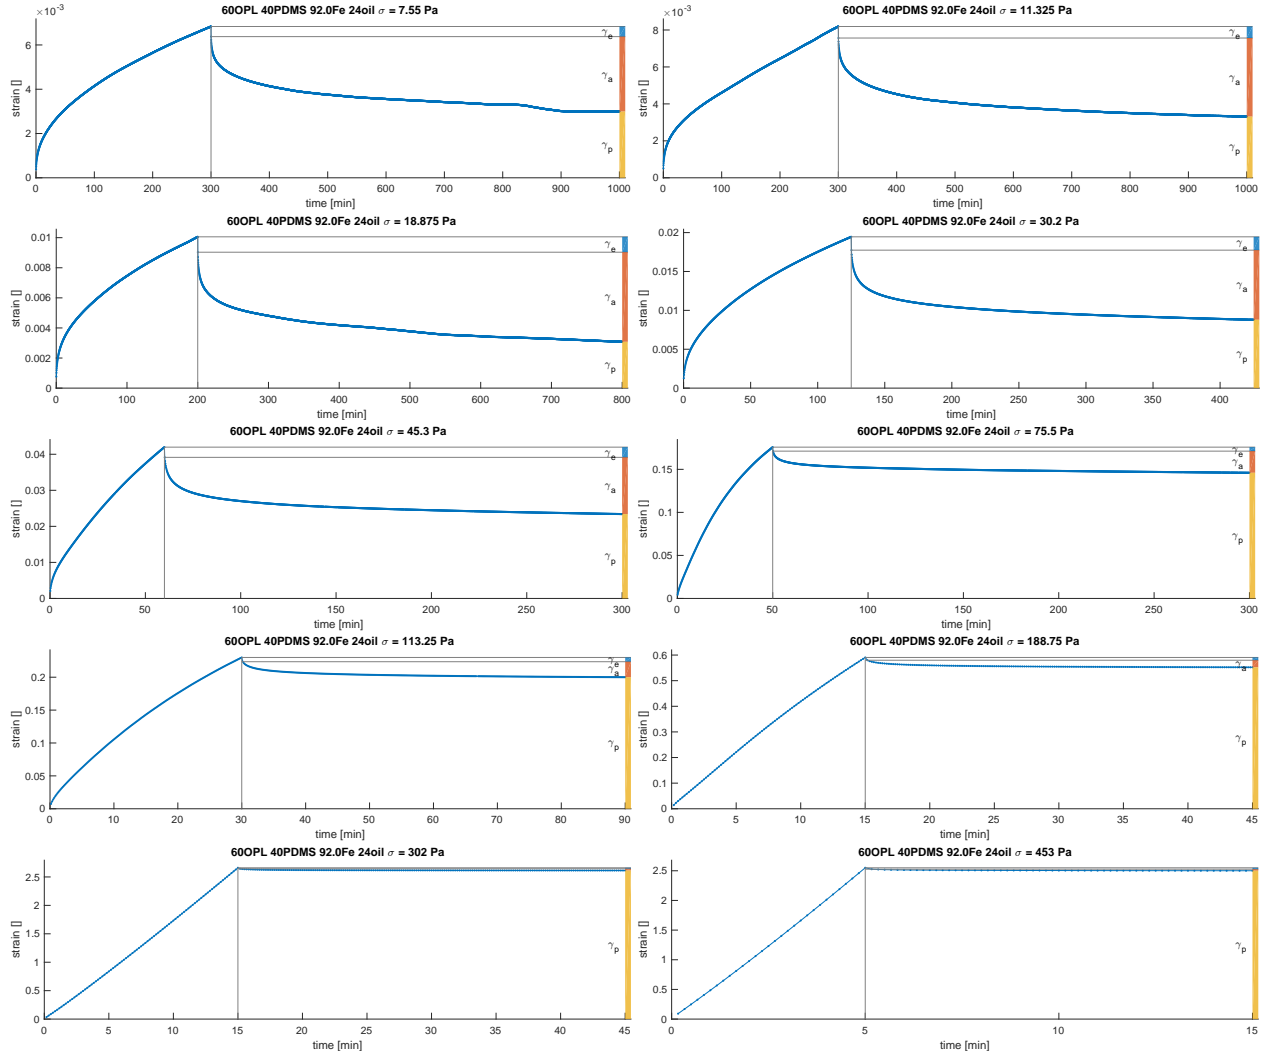 60OPL 40PDMS 92.0Fe 24oil σ = 7.55 Pa
×10⁻³
6
4
2
0
strain []
γe
γa
γp
0 100 200 300 400 500 600 700 800 900 1000
time [min]
60OPL 40PDMS 92.0Fe 24oil σ = 11.325 Pa
×10⁻³
8
6
4
2
0
strain []
γe
γa
γp
0 100 200 300 400 500 600 700 800 900 1000
time [min]
60OPL 40PDMS 92.0Fe 24oil σ = 18.875 Pa
0.01
0.008
0.006
0.004
0.002
0
strain []
γe
γa
γp
0 100 200 300 400 500 600 700 800
time [min]
60OPL 40PDMS 92.0Fe 24oil σ = 30.2 Pa
0.02
0.015
0.01
0.005
0
strain []
γe
γa
γp
0 50 100 150 200 250 300 350 400
time [min]
60OPL 40PDMS 92.0Fe 24oil σ = 45.3 Pa
0.04
0.03
0.02
0.01
0
strain []
γe
γa
γp
0 50 100 150 200 250 300
time [min]
60OPL 40PDMS 92.0Fe 24oil σ = 75.5 Pa
0.15
0.1
0.05
0
strain []
γe
γa
γp
0 50 100 150 200 250 300
time [min]
60OPL 40PDMS 92.0Fe 24oil σ = 113.25 Pa
0.2
0.15
0.1
0.05
0
strain []
γe
γa
γp
0 10 20 30 40 50 60 70 80 90
time [min]
60OPL 40PDMS 92.0Fe 24oil σ = 188.75 Pa
0.6
0.5
0.4
0.3
0.2
0.1
0
strain []
γa
γp
0 5 10 15 20 25 30 35 40 45
time [min]
60OPL 40PDMS 92.0Fe 24oil σ = 302 Pa
2.5
2
1.5
1
0.5
0
strain []
γp
0 5 10 15 20 25 30 35 40 45
time [min]
60OPL 40PDMS 92.0Fe 24oil σ = 453 Pa
2.5
2
1.5
1
0.5
0
strain []
γp
0 5 10 15
time [min]